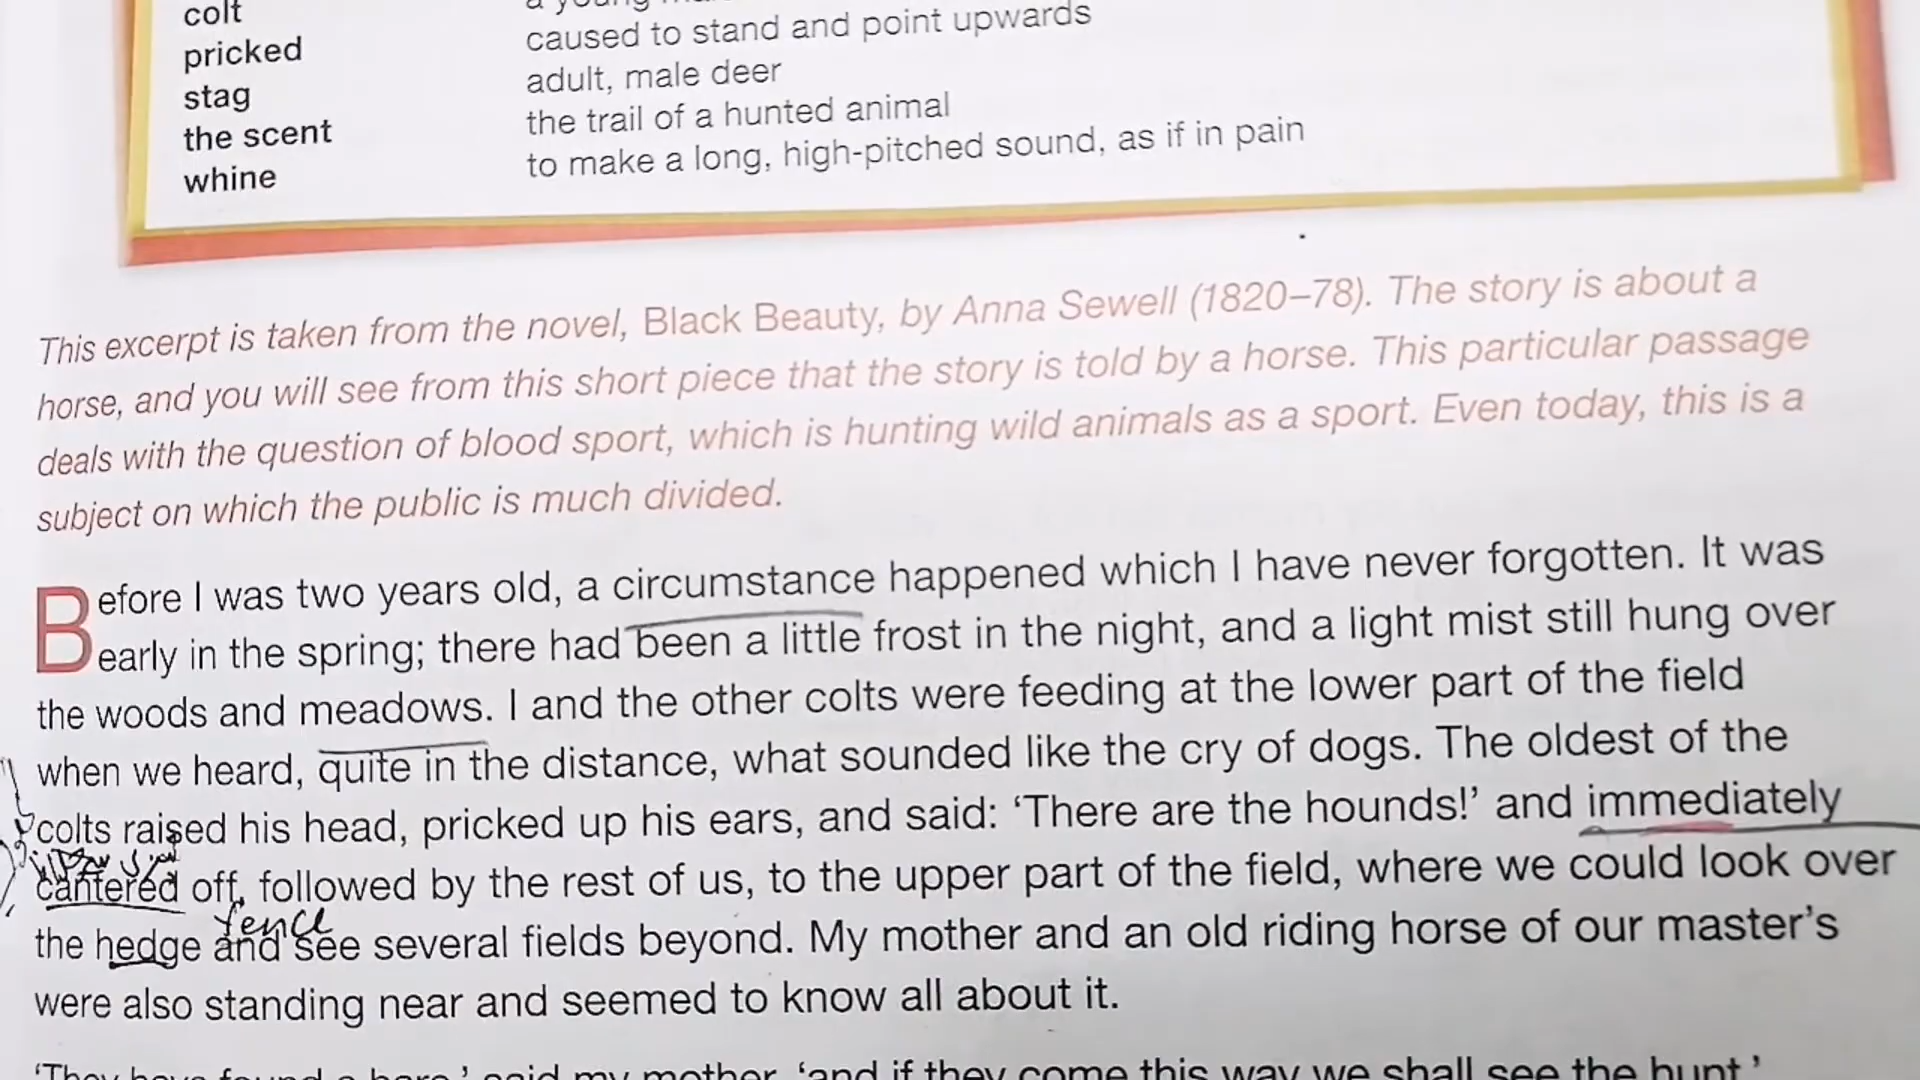 colt
pricked caused to stand and point upwards
stag adult, male deer
the scent the trail of a hunted animal
whine to make a long, high-pitched sound, as if in pain
This excerpt is taken from the novel, Black Beauty, by Anna Sewell (1820–78). The story is about a
horse, and you will see from this short piece that the story is told by a horse. This particular passage
deals with the question of blood sport, which is hunting wild animals as a sport. Even today, this is a
subject on which the public is much divided.
Before I was two years old, a circumstance happened which I have never forgotten. It was
early in the spring; there had been a little frost in the night, and a light mist still hung over
the woods and meadows. I and the other colts were feeding at the lower part of the field
when we heard, quite in the distance, what sounded like the cry of dogs. The oldest of the
colts raised his head, pricked up his ears, and said: ‘There are the hounds!’ and immediately
cantered off, followed by the rest of us, to the upper part of the field, where we could look over
fence
the hedge and see several fields beyond. My mother and an old riding horse of our master’s
were also standing near and seemed to know all about it.
‘They have found a hare,’ said my mother, ‘and if they come this way we shall see the hunt.’